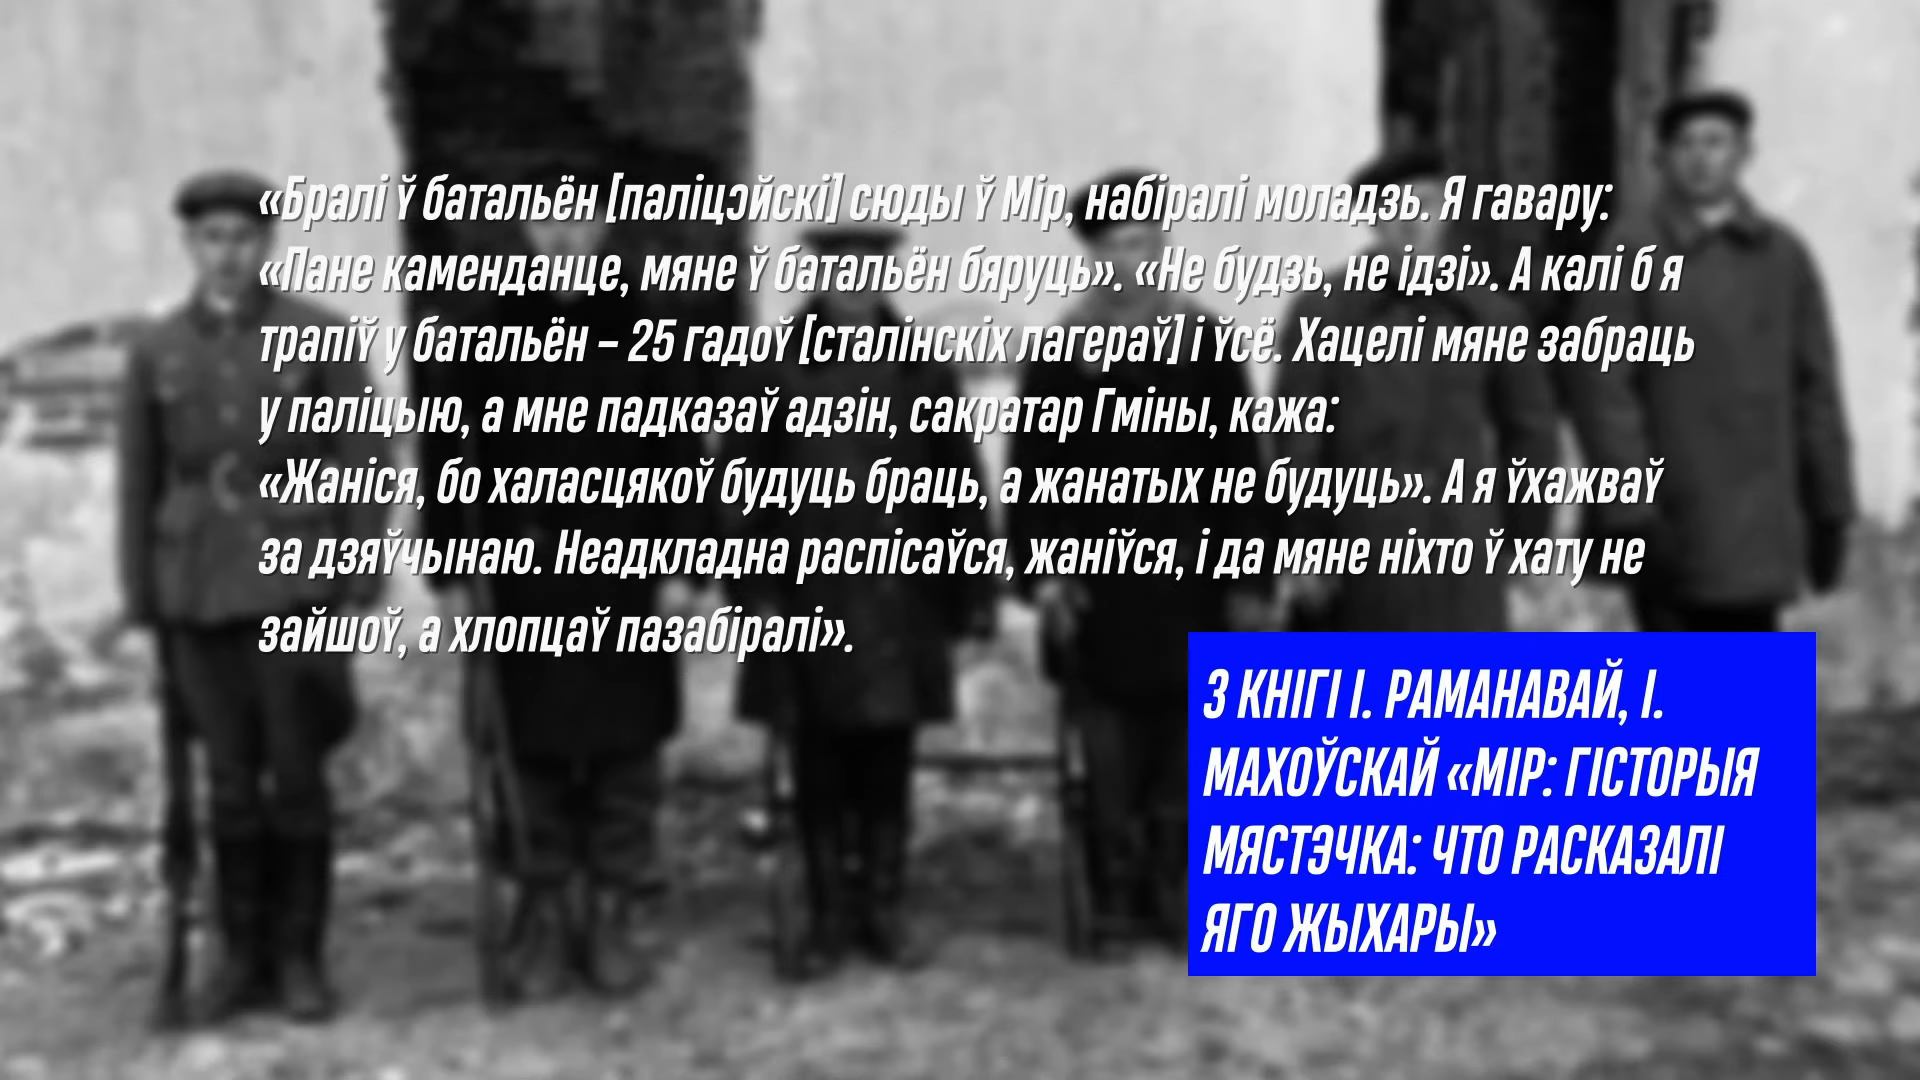 «Бралі ў батальён [паліцэйскі] сюды ў Мір, набіралі моладзь. Я гавару:
«Пане каменданце, мяне ў батальён бяруць». «Не будзь, не ідзі». А калі б я
трапіў у батальён – 25 гадоў [сталінскіх лагераў] і ўсё. Хацелі мяне забраць
у паліцыю, а мне падказаў адзін, сакратар Гміны, кажа:
«Жаніся, бо халасцякоў будуць браць, а жанатых не будуць». А я ўхажваў
за дзяўчынаю. Неадкладна распісаўся, жаніўся, і да мяне ніхто ў хату не
зайшоў, а хлопцаў пазабіралі».
З КНІГІ І. РАМАНАВАЙ, І.
МАХОЎСКАЙ «МІР: ГІСТОРЫЯ
МЯСТЭЧКА: ЧТО РАСКАЗАЛІ
ЯГО ЖЫХАРЫ»